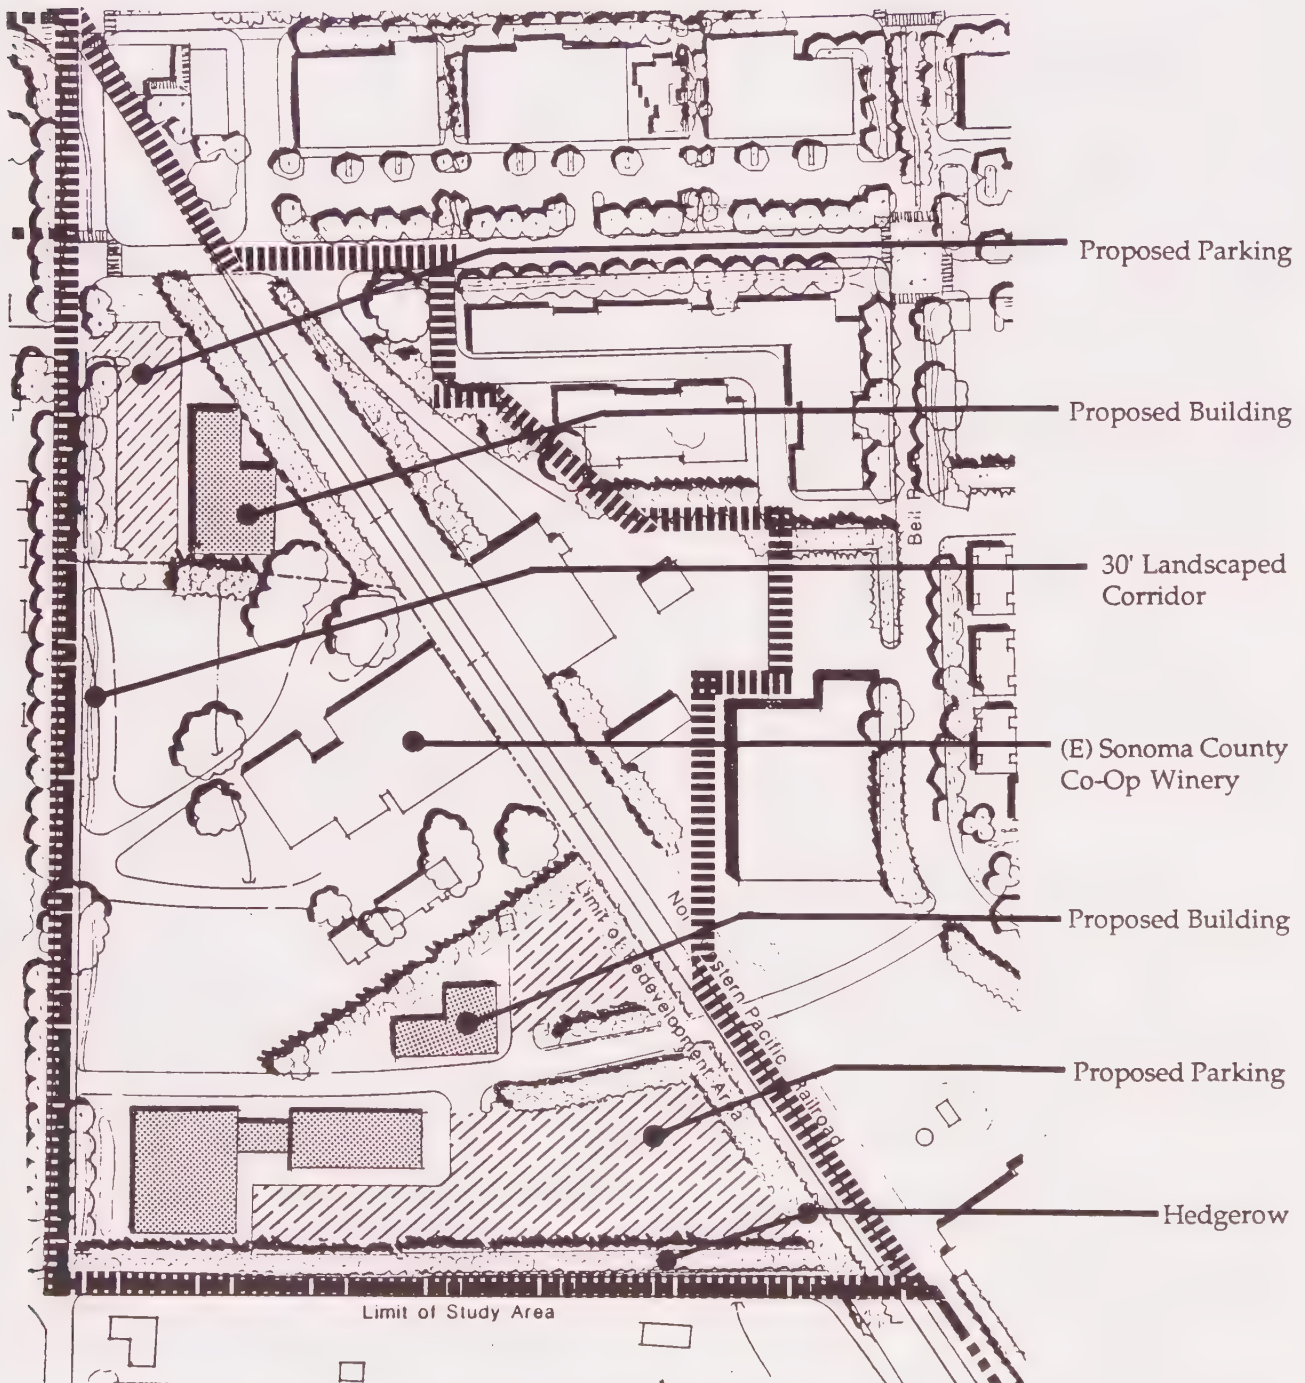 Proposed Parking
Proposed Building
Bell
30' Landscaped
Corridor
(E) Sonoma County
Co-Op Winery
Limit of Redevelopment Area
Proposed Building
Proposed Parking
Railroad
Pacific
Hedgerow
Limit of Study Area